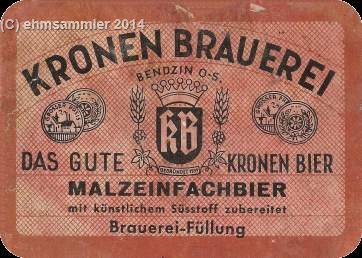 (C) ehmsammler 2014
KRONEN BRAUEREI
BENDZIN O-S.
KB
DAS GUTE KRONEN BIER
MALZEINFACHBIER
mit künstlichem Süsstoff zubereitet
Brauerei-Füllung